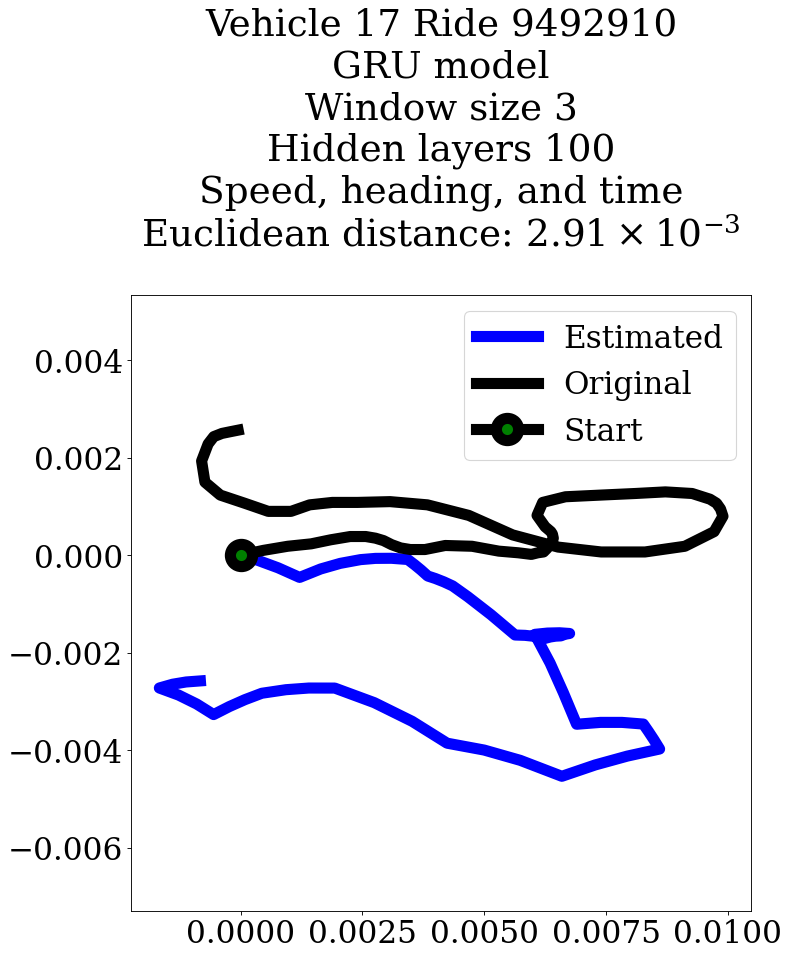 Vehicle 17 Ride 9492910
GRU model
Window size 3
Hidden layers 100
Speed, heading, and time
Euclidean distance: 2.91 × 10⁻³
Estimated
Original
Start
0.004
0.002
0.000
−0.002
−0.004
−0.006
0.0000 0.0025 0.0050 0.0075 0.0100